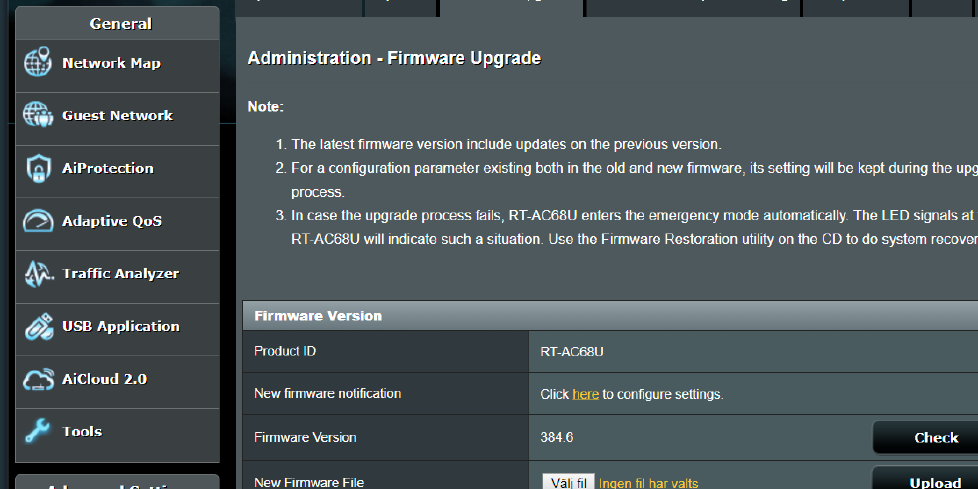 General
Network Map
Guest Network
AiProtection
Adaptive QoS
Traffic Analyzer
USB Application
AiCloud 2.0
Tools
Administration - Firmware Upgrade
Note:
1. The latest firmware version include updates on the previous version.
2. For a configuration parameter existing both in the old and new firmware, its setting will be kept during the upg
process.
3. In case the upgrade process fails, RT-AC68U enters the emergency mode automatically. The LED signals at
RT-AC68U will indicate such a situation. Use the Firmware Restoration utility on the CD to do system recover
Firmware Version
Product ID RT-AC68U
New firmware notification Click here to configure settings.
Firmware Version 384.6 Check
New Firmware File Välj fil Ingen fil har valts Upload